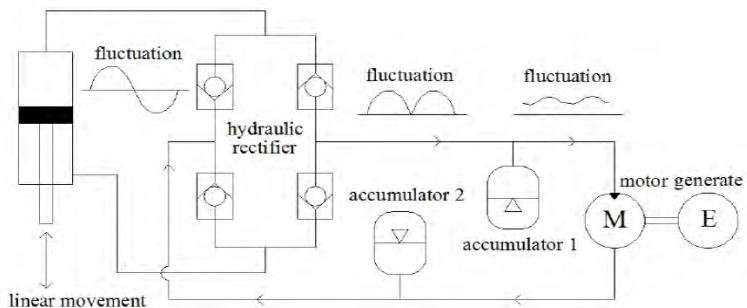 fluctuation
fluctuation
fluctuation
hydraulic
rectifier
accumulator 2
accumulator 1
motor generate
M
E
linear movement